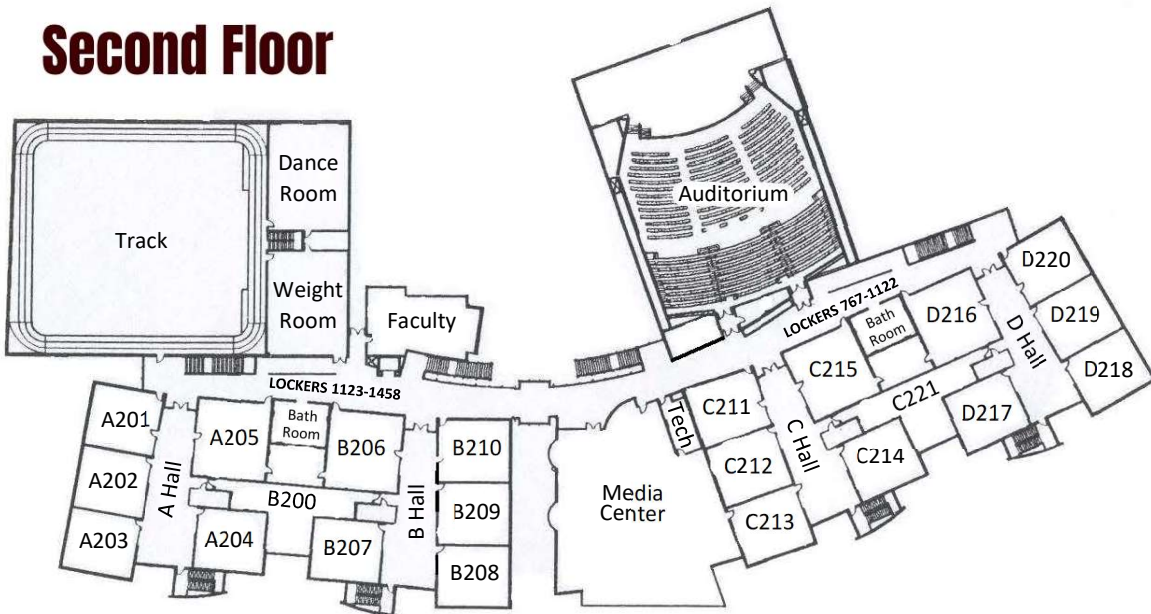 Second Floor
Dance
Room
Track
Weight
Room
Faculty
Auditorium
LOCKERS 1123-1458
LOCKERS 767-1122
A201
A202
A203
A Hall
A205
A204
Bath
Room
B200
B206
B207
B Hall
B210
B209
B208
Media
Center
Tech
C211
C212
C213
C Hall
C215
C214
C221
Bath
Room
D216
D217
D Hall
D220
D219
D218